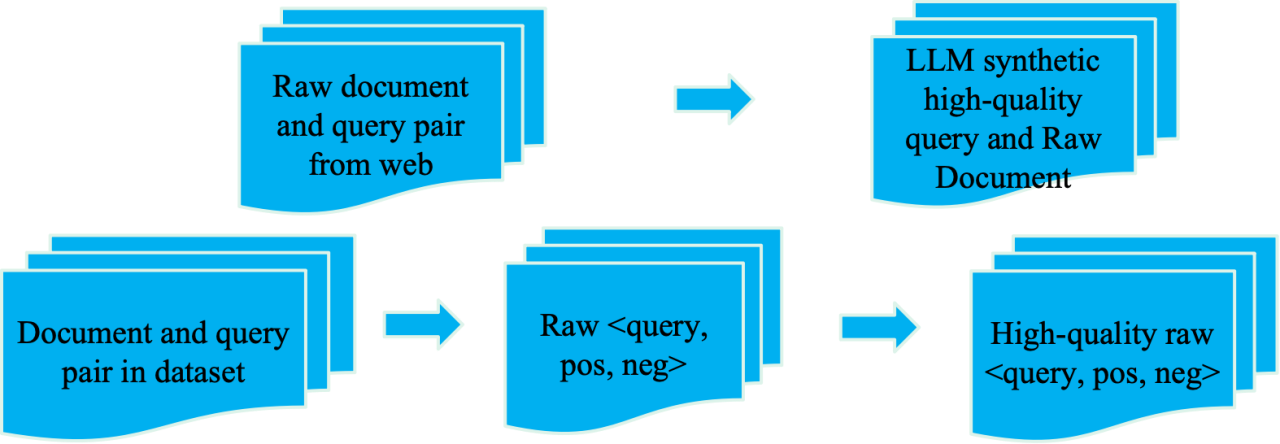 Raw document
and query pair
from web
LLM synthetic
high-quality
query and Raw
Document
Document and query
pair in dataset
Raw <query,
pos, neg>
High-quality raw
<query, pos, neg>